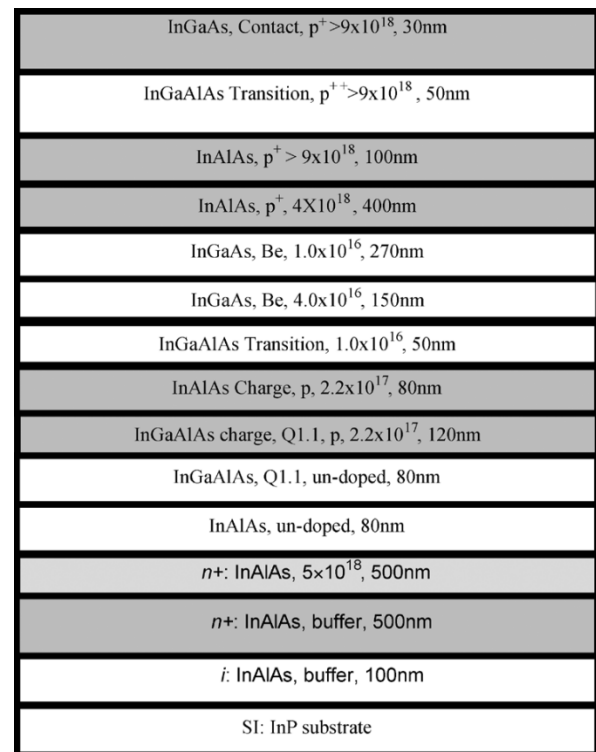 InGaAs, Contact, p⁺>9x10¹⁸, 30nm
InGaAlAs Transition, p⁺⁺>9x10¹⁸ , 50nm
InAlAs, p⁺ > 9x10¹⁸, 100nm
InAlAs, p⁺, 4X10¹⁸, 400nm
InGaAs, Be, 1.0x10¹⁶, 270nm
InGaAs, Be, 4.0x10¹⁶, 150nm
InGaAlAs Transition, 1.0x10¹⁶, 50nm
InAlAs Charge, p, 2.2x10¹⁷, 80nm
InGaAlAs charge, Q1.1, p, 2.2x10¹⁷, 120nm
InGaAlAs, Q1.1, un-doped, 80nm
InAlAs, un-doped, 80nm
n+: InAlAs, 5×10¹⁸, 500nm
n+: InAlAs, buffer, 500nm
i: InAlAs, buffer, 100nm
SI: InP substrate